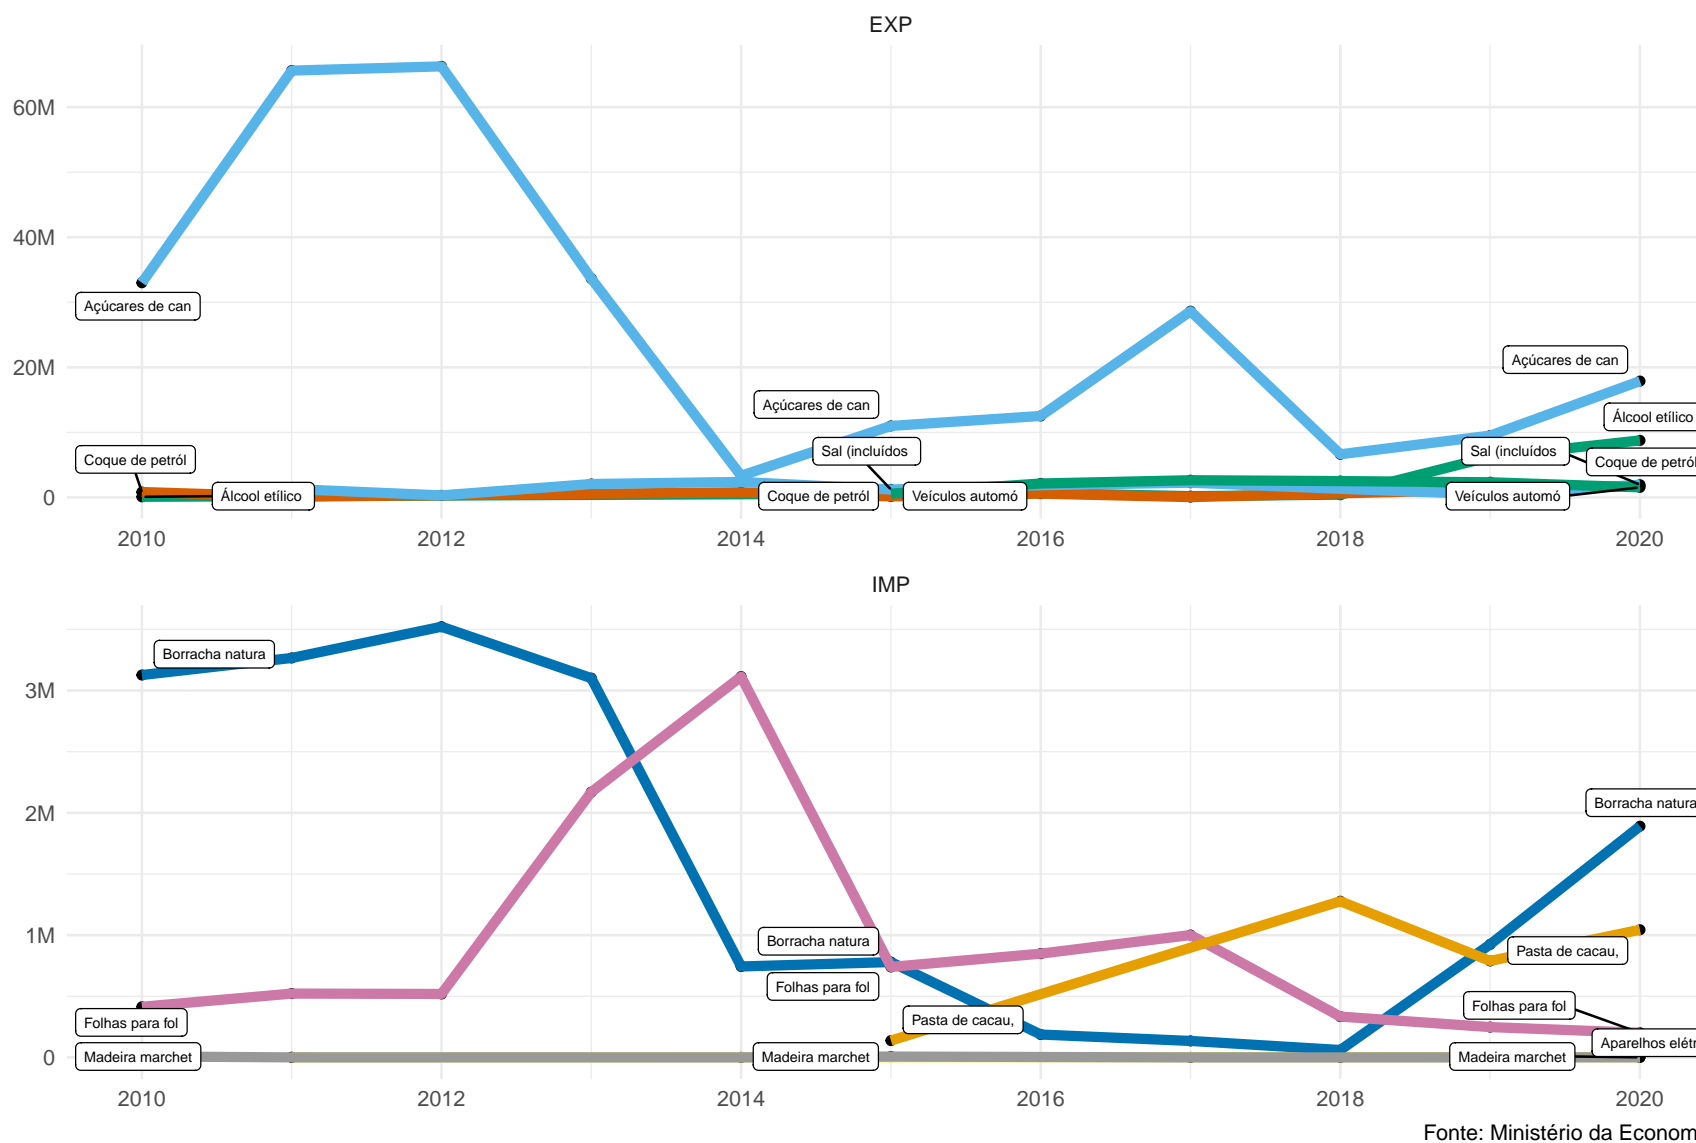 EXP
60M
40M
20M
0
Açúcares de can
Coque de petról
Álcool etílico
Açúcares de can
Sal (incluídos
Coque de petról
Veículos automó
Açúcares de can
Álcool etílico
Sal (incluídos
Coque de petról
Veículos automó
2010 2012 2014 2016 2018 2020
IMP
3M
2M
1M
0
Borracha natura
Folhas para fol
Madeira marchet
Borracha natura
Folhas para fol
Pasta de cacau,
Madeira marchet
Borracha natura
Pasta de cacau,
Folhas para fol
Aparelhos elétr
Madeira marchet
2010 2012 2014 2016 2018 2020
Fonte: Ministério da Econom